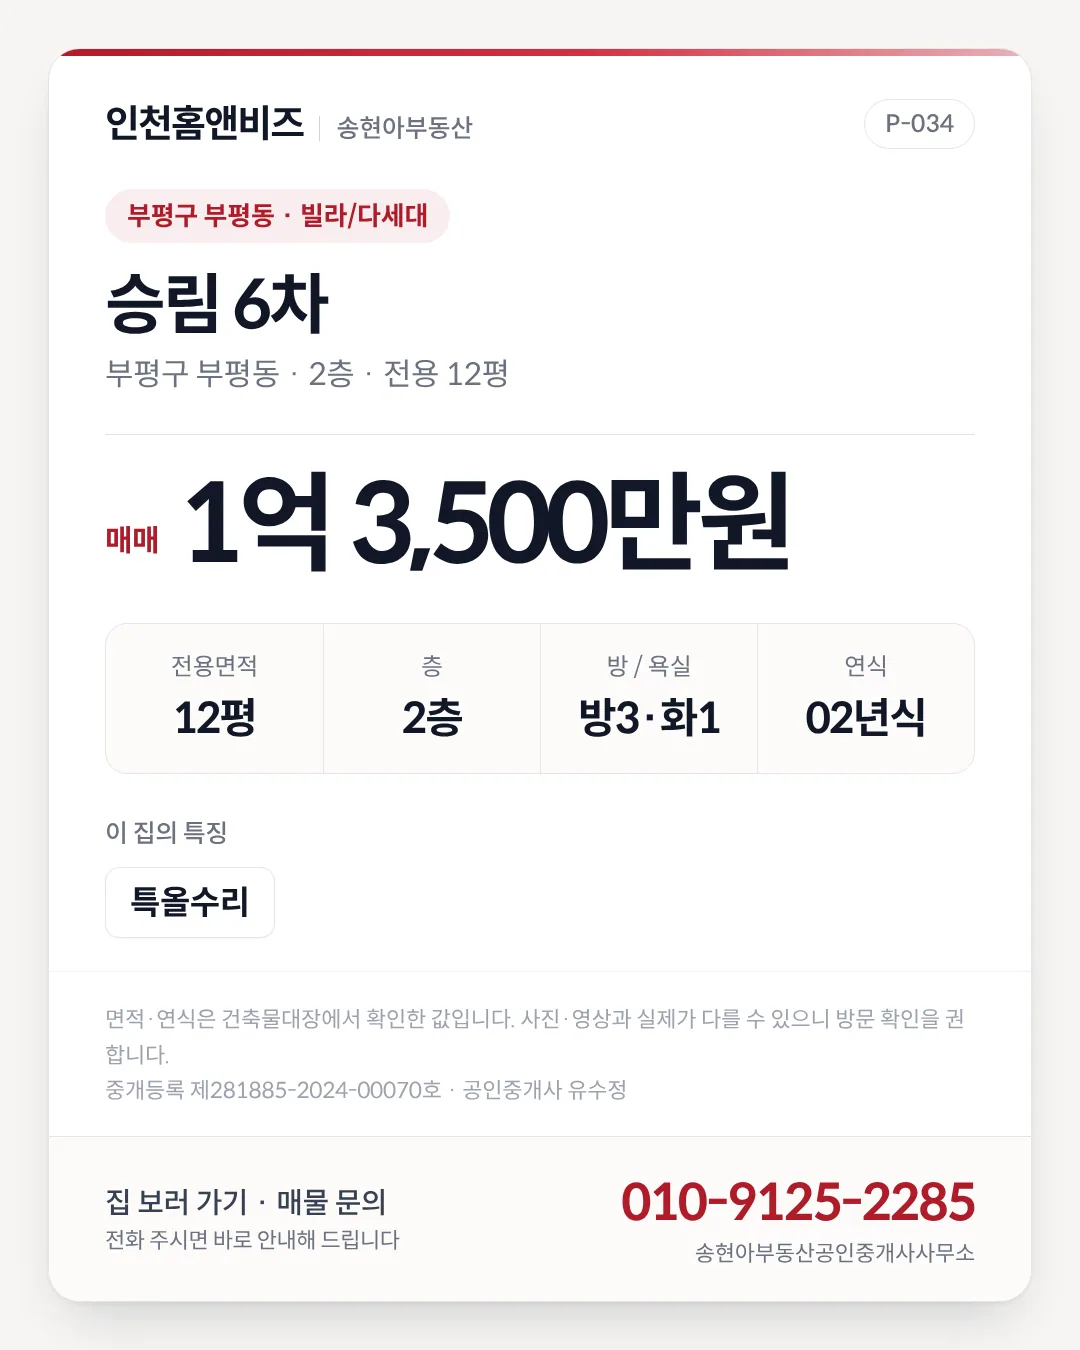 인천홈앤비즈 송현아부동산 P-034
부평구 부평동 · 빌라/다세대
승림 6차
부평구 부평동 · 2층 · 전용 12평
매매 1억 3,500만원
전용면적 층 방 / 욕실 연식
12평 2층 방3·화1 02년식
이 집의 특징
특올수리
면적·연식은 건축물대장에서 확인한 값입니다. 사진·영상과 실제가 다를 수 있으니 방문 확인을 권
합니다.
중개등록 제281885-2024-00070호 · 공인중개사 유수정
집 보러 가기 · 매물 문의 010-9125-2285
전화 주시면 바로 안내해 드립니다 송현아부동산공인중개사사무소